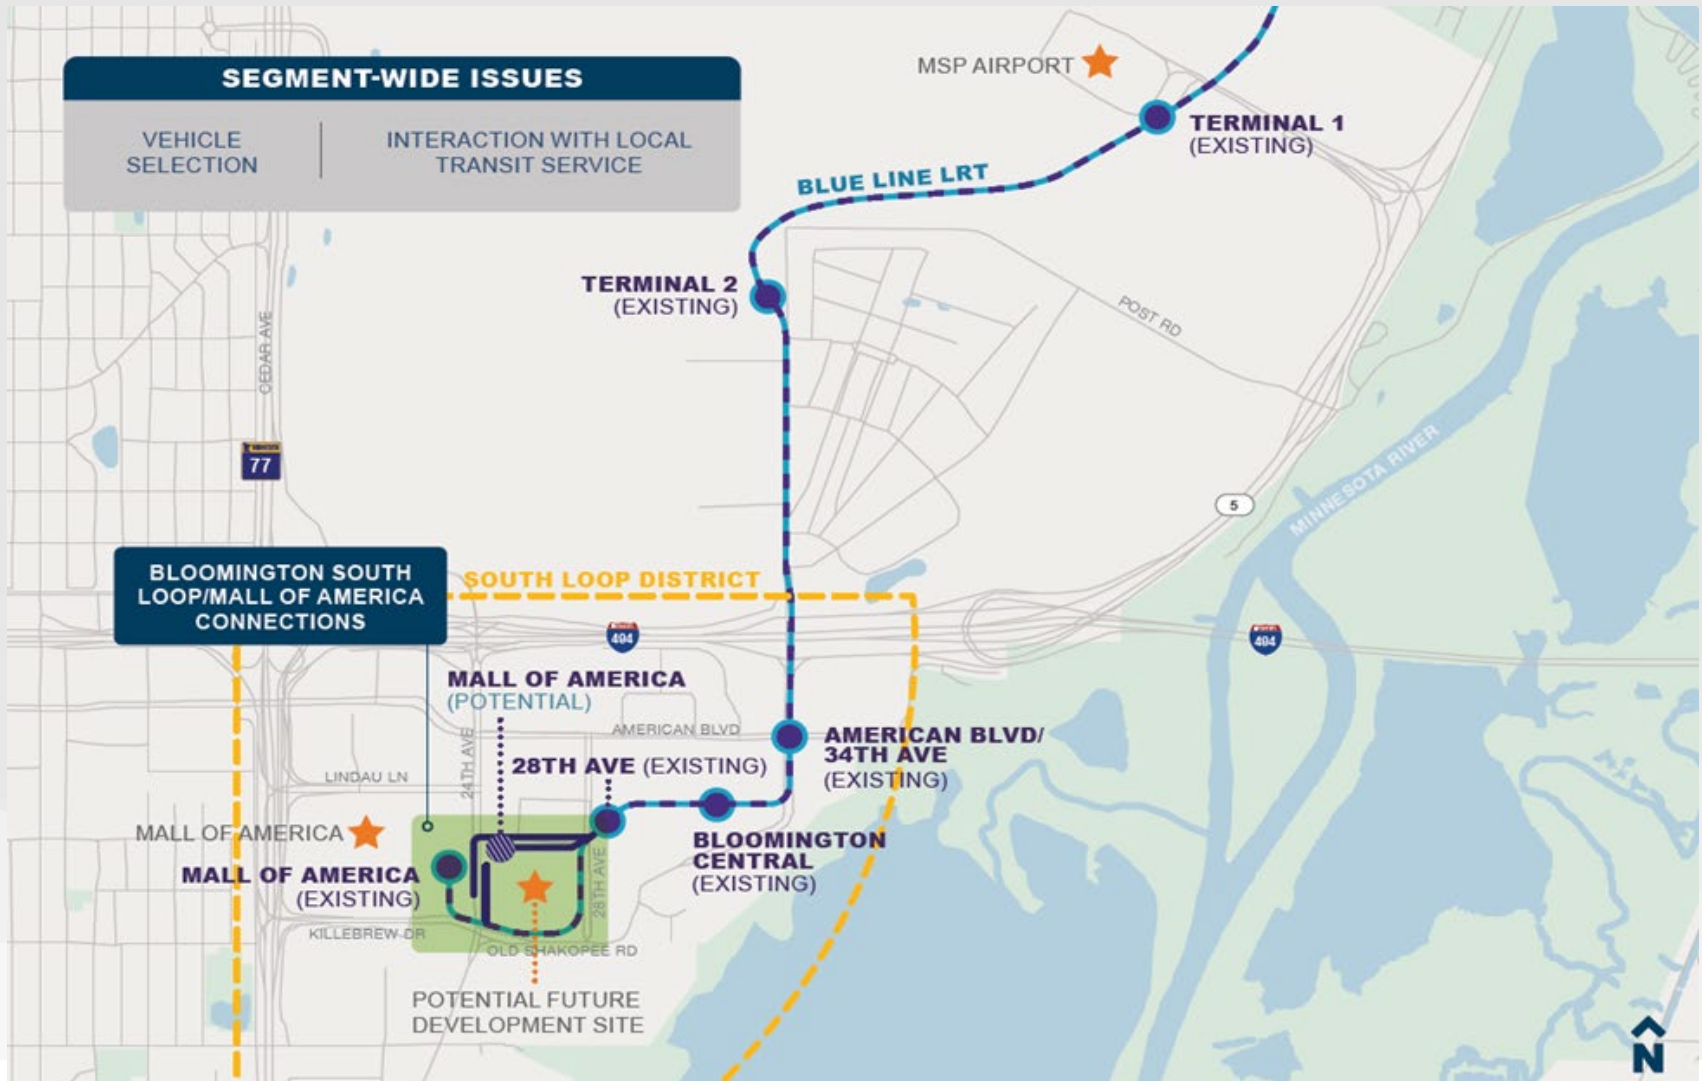 SEGMENT-WIDE ISSUES
VEHICLE
SELECTION
INTERACTION WITH LOCAL
TRANSIT SERVICE
MSP AIRPORT
TERMINAL 1
(EXISTING)
BLUE LINE LRT
TERMINAL 2
(EXISTING)
POST RD
CEDAR AVE
77
5
MINNESOTA RIVER
BLOOMINGTON SOUTH
LOOP/MALL OF AMERICA
CONNECTIONS
SOUTH LOOP DISTRICT
494
494
MALL OF AMERICA
(POTENTIAL)
AMERICAN BLVD
AMERICAN BLVD/
34TH AVE
(EXISTING)
24TH AVE
28TH AVE (EXISTING)
LINDAU LN
MALL OF AMERICA
BLOOMINGTON
CENTRAL
(EXISTING)
MALL OF AMERICA
(EXISTING)
28TH AVE
KILLEBREW DR
OLD SHAKOPEE RD
POTENTIAL FUTURE
DEVELOPMENT SITE
N